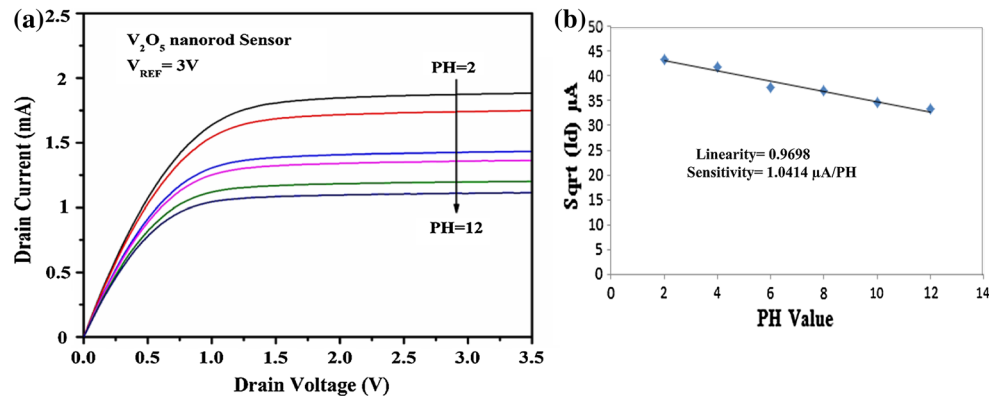 (a)
V₂O₅ nanorod Sensor
V_REF= 3V
PH=2
PH=12
2.5
2
1.5
1
0.5
0
0.0 0.5 1.0 1.5 2.0 2.5 3.0 3.5
Drain Current (mA)
Drain Voltage (V)
(b)
50
45
40
35
30
25
20
15
10
5
0
Sqrt (Id) µA
Linearity= 0.9698
Sensitivity= 1.0414 µA/PH
0 2 4 6 8 10 12 14
PH Value